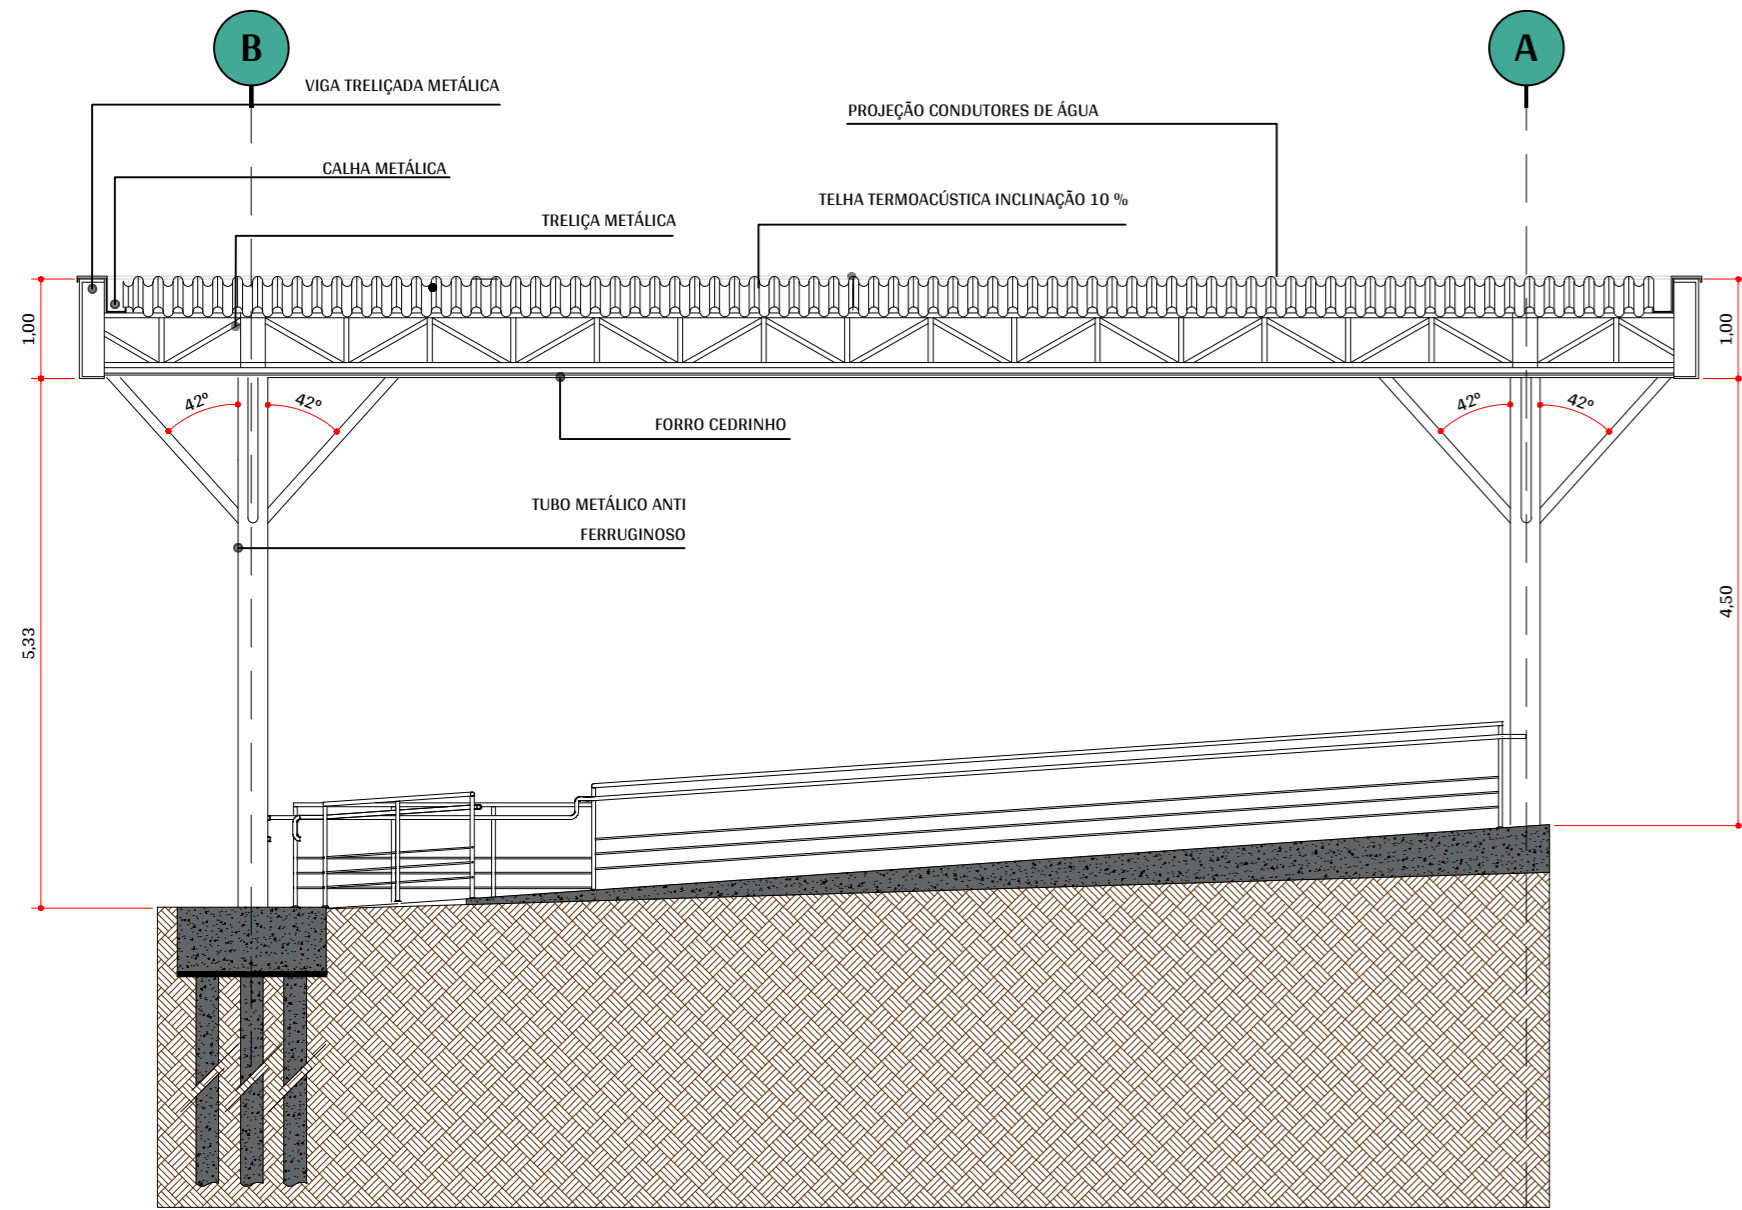 B
A
VIGA TRELIÇADA METÁLICA
PROJEÇÃO CONDUTORES DE ÁGUA
CALHA METÁLICA
TELHA TERMOACÚSTICA INCLINAÇÃO 10 %
TRELIÇA METÁLICA
1,00
1,00
42º
42º
42º
42º
FORRO CEDRINHO
TUBO METÁLICO ANTI
FERRUGINOSO
5,33
4,50